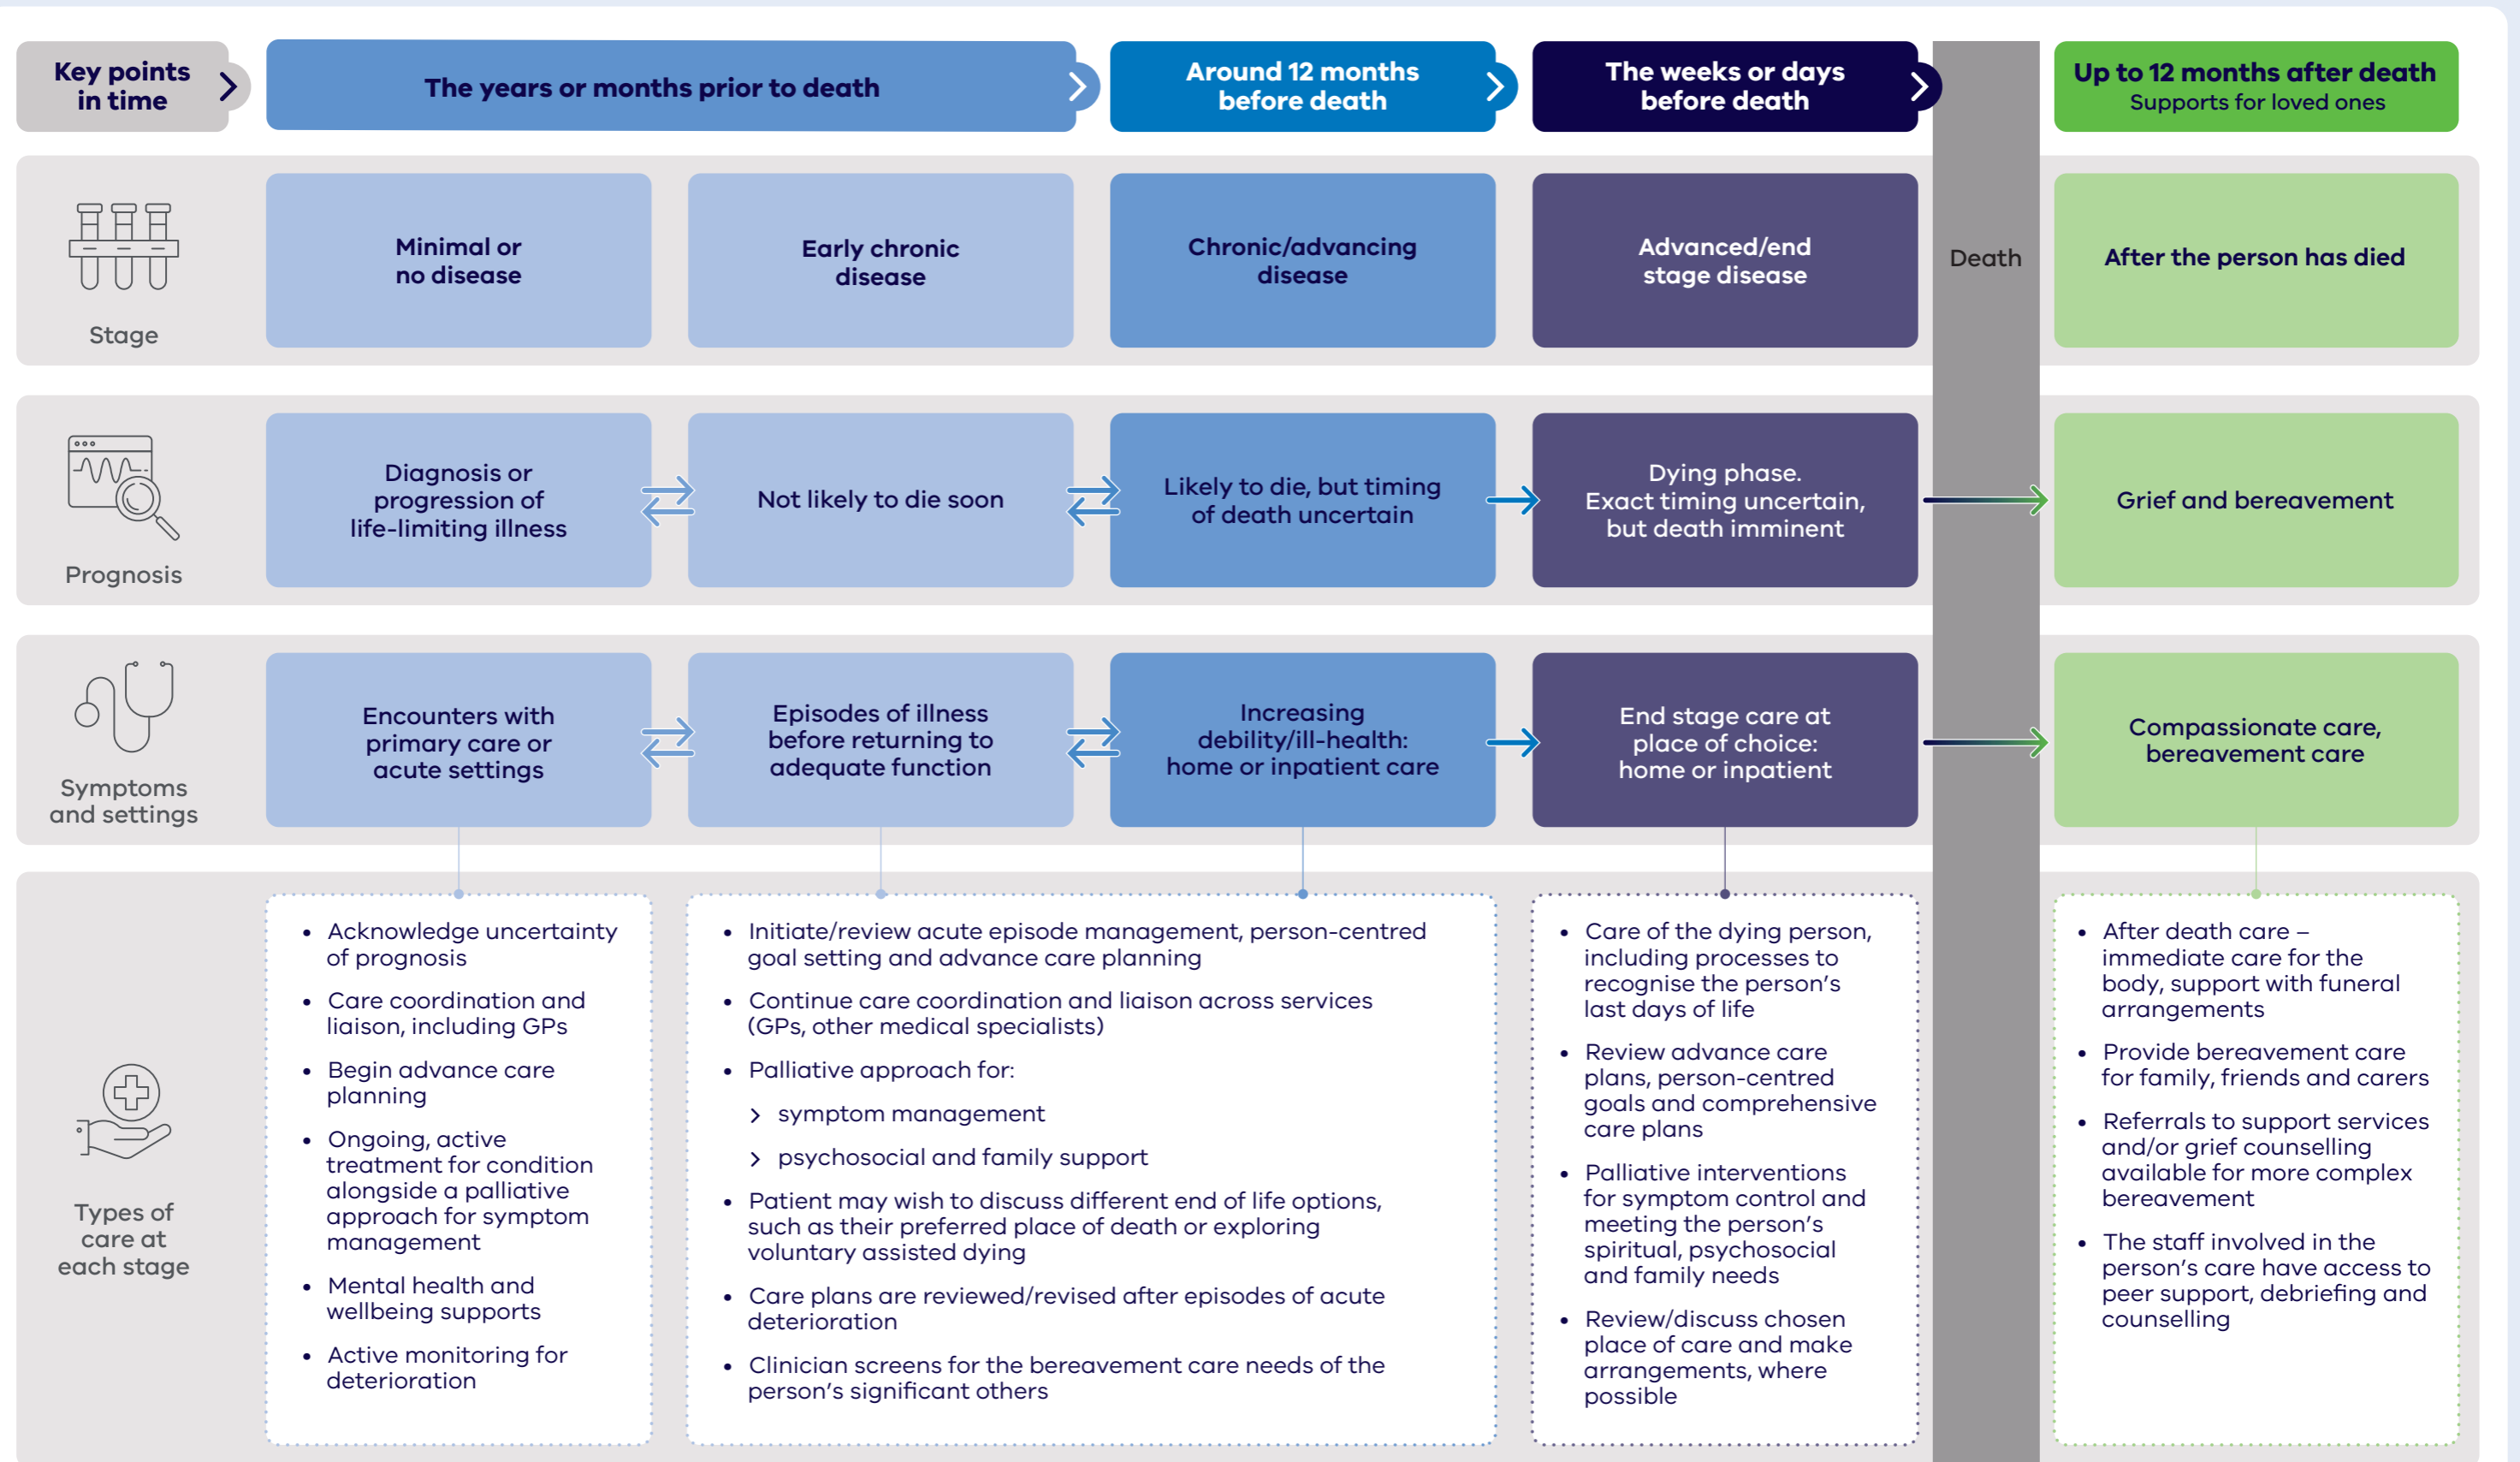 Key points
in time
The years or months prior to death
Around 12 months
before death
The weeks or days
before death
Up to 12 months after death
Supports for loved ones
Stage
Minimal or
no disease
Early chronic
disease
Chronic/advancing
disease
Advanced/end
stage disease
Death
After the person has died
Prognosis
Diagnosis or
progression of
life-limiting illness
Not likely to die soon
Likely to die, but timing
of death uncertain
Dying phase.
Exact timing uncertain,
but death imminent
Grief and bereavement
Symptoms
and settings
Encounters with
primary care or
acute settings
Episodes of illness
before returning to
adequate function
Increasing
debility/ill-health:
home or inpatient care
End stage care at
place of choice:
home or inpatient
Compassionate care,
bereavement care
Types of
care at
each stage
• Acknowledge uncertainty
of prognosis
• Care coordination and
liaison, including GPs
• Begin advance care
planning
• Ongoing, active
treatment for condition
alongside a palliative
approach for symptom
management
• Mental health and
wellbeing supports
• Active monitoring for
deterioration
• Initiate/review acute episode management, person-centred
goal setting and advance care planning
• Continue care coordination and liaison across services
(GPs, other medical specialists)
• Palliative approach for:
> symptom management
> psychosocial and family support
• Patient may wish to discuss different end of life options,
such as their preferred place of death or exploring
voluntary assisted dying
• Care plans are reviewed/revised after episodes of acute
deterioration
• Clinician screens for the bereavement care needs of the
person’s significant others
• Care of the dying person,
including processes to
recognise the person’s
last days of life
• Review advance care
plans, person-centred
goals and comprehensive
care plans
• Palliative interventions
for symptom control and
meeting the person’s
spiritual, psychosocial
and family needs
• Review/discuss chosen
place of care and make
arrangements, where
possible
• After death care –
immediate care for the
body, support with funeral
arrangements
• Provide bereavement care
for family, friends and carers
• Referrals to support services
and/or grief counselling
available for more complex
bereavement
• The staff involved in the
person’s care have access to
peer support, debriefing and
counselling